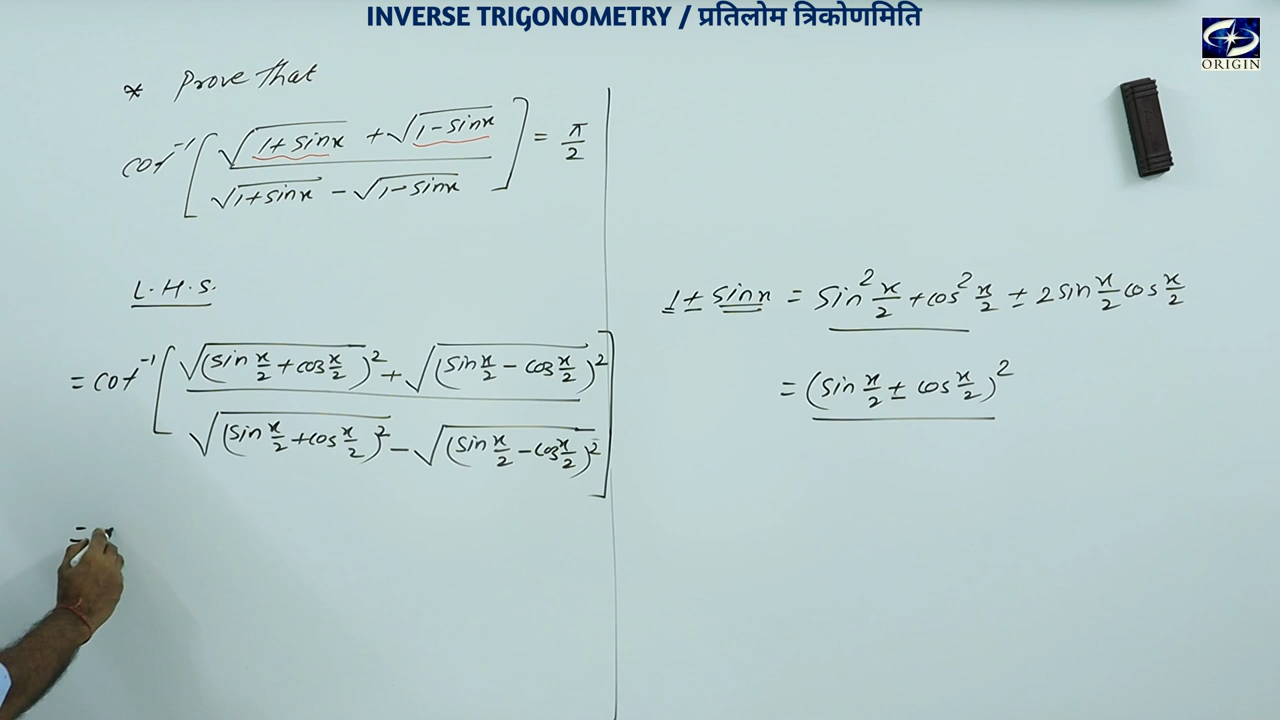 INVERSE TRIGONOMETRY / प्रतिलोम त्रिकोणमिति
ORIGIN
* Prove that
cot⁻¹[(√(1+sinx) + √(1-sinx)) / (√(1+sinx) - √(1-sinx))] = π/2
L.H.S.
= cot⁻¹[(√(sin x/2 + cos x/2)² + √(sin x/2 - cos x/2)²) / (√(sin x/2 + cos x/2)² - √(sin x/2 - cos x/2)²)]
=
1 ± sinx = sin² x/2 + cos² x/2 ± 2 sin x/2 cos x/2
= (sin x/2 ± cos x/2)²